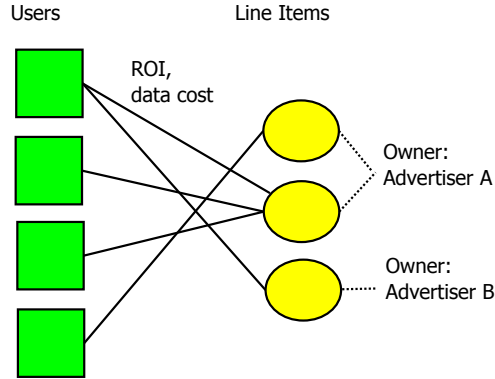 Users
Line Items
ROI,
data cost
Owner:
Advertiser A
Owner:
Advertiser B